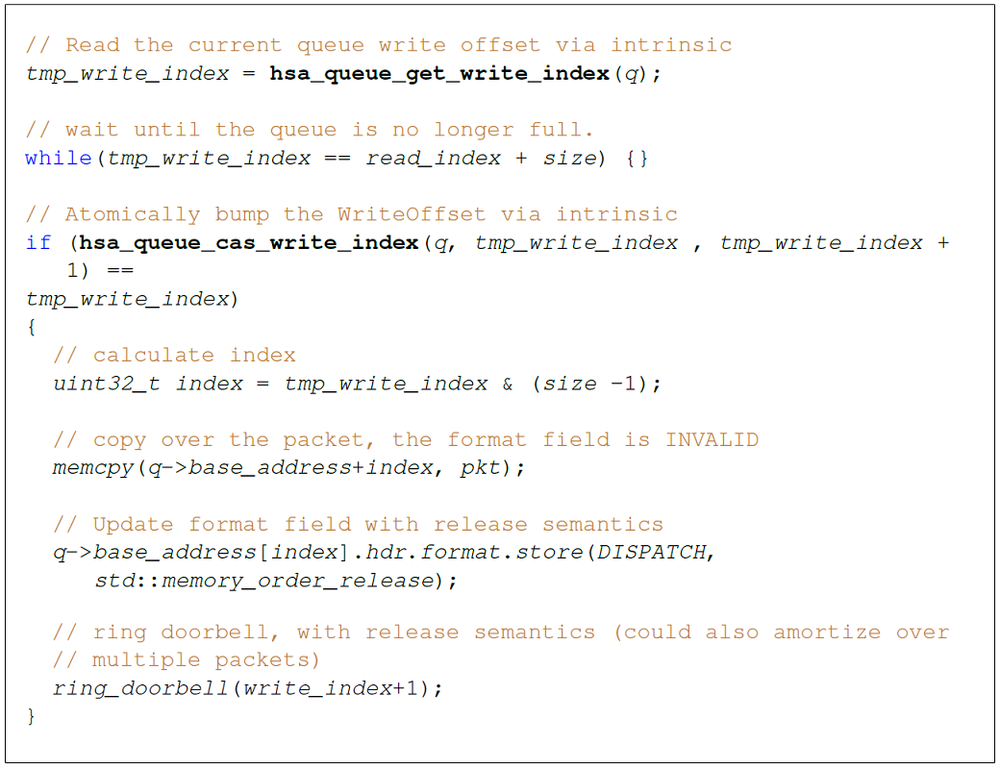 // Read the current queue write offset via intrinsic
tmp_write_index = hsa_queue_get_write_index(q);
// wait until the queue is no longer full.
while(tmp_write_index == read_index + size) {}
// Atomically bump the WriteOffset via intrinsic
if (hsa_queue_cas_write_index(q, tmp_write_index , tmp_write_index +
1) ==
tmp_write_index)
{
// calculate index
uint32_t index = tmp_write_index & (size -1);
// copy over the packet, the format field is INVALID
memcpy(q->base_address+index, pkt);
// Update format field with release semantics
q->base_address[index].hdr.format.store(DISPATCH,
std::memory_order_release);
// ring doorbell, with release semantics (could also amortize over
// multiple packets)
ring_doorbell(write_index+1);
}